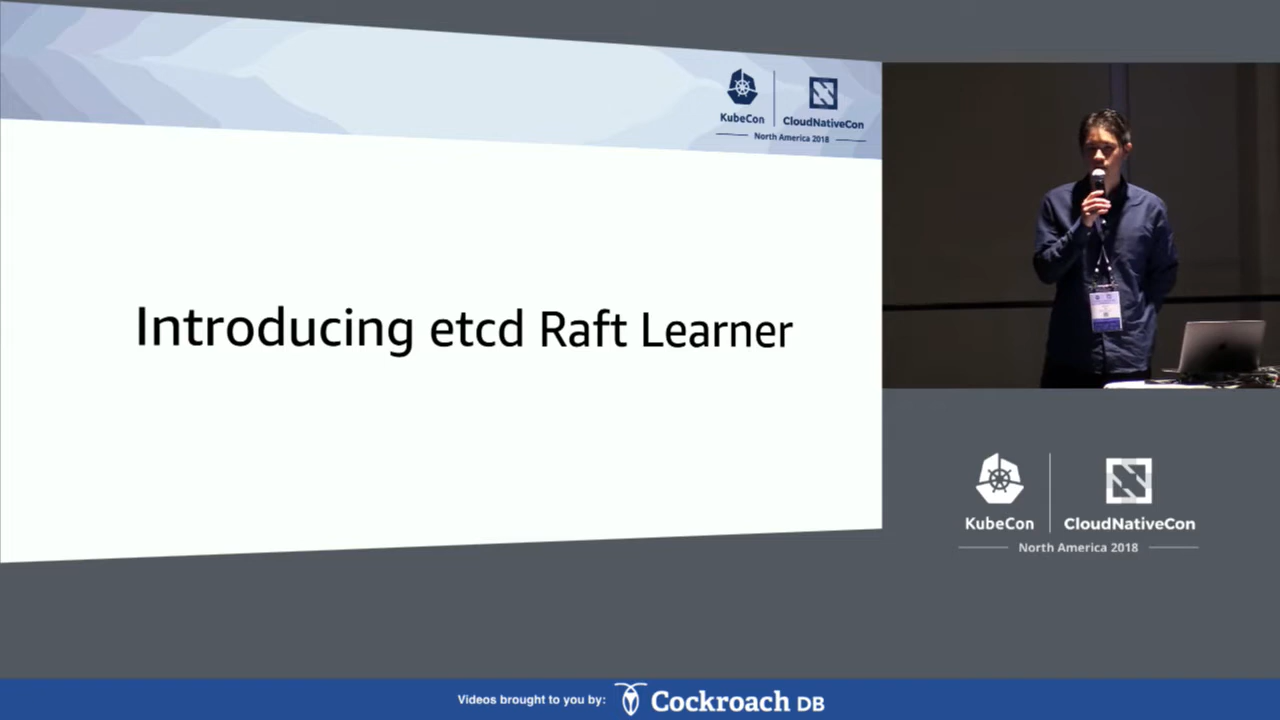 KubeCon
CloudNativeCon
North America 2018
Introducing etcd Raft Learner
KubeCon
CloudNativeCon
North America 2018
Videos brought to you by:
Cockroach DB